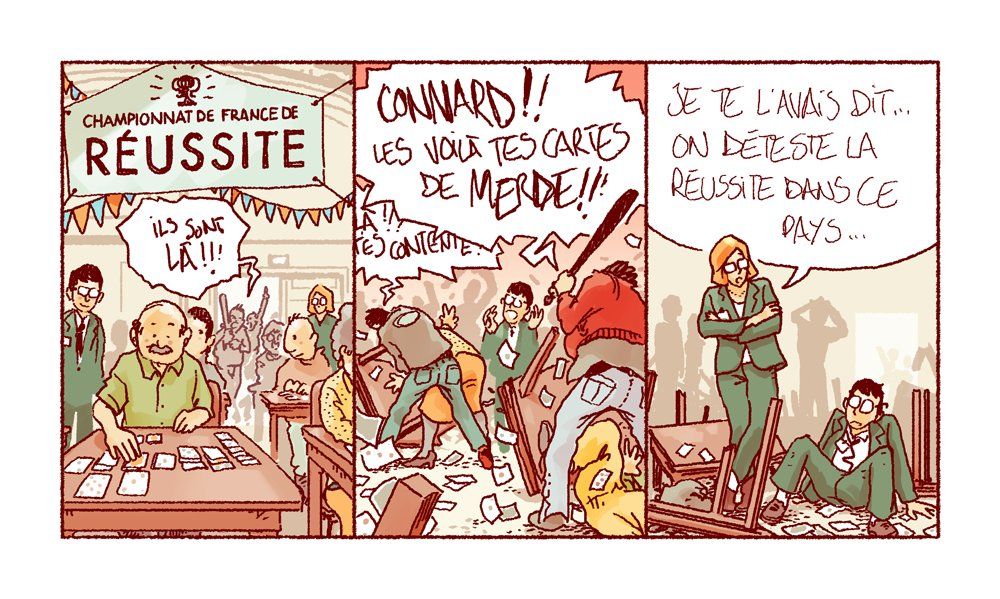 CHAMPIONNAT DE FRANCE DE
RÉUSSITE
ILS SONT
LÀ!!!
CONNARD!!
LES VOILÀ TES CARTES
DE MERDE!!!
LÀ!!
TES CONTENTE!
JE TE L'AVAIS DIT...
ON DÉTESTE LA
RÉUSSITE DANS CE
PAYS...